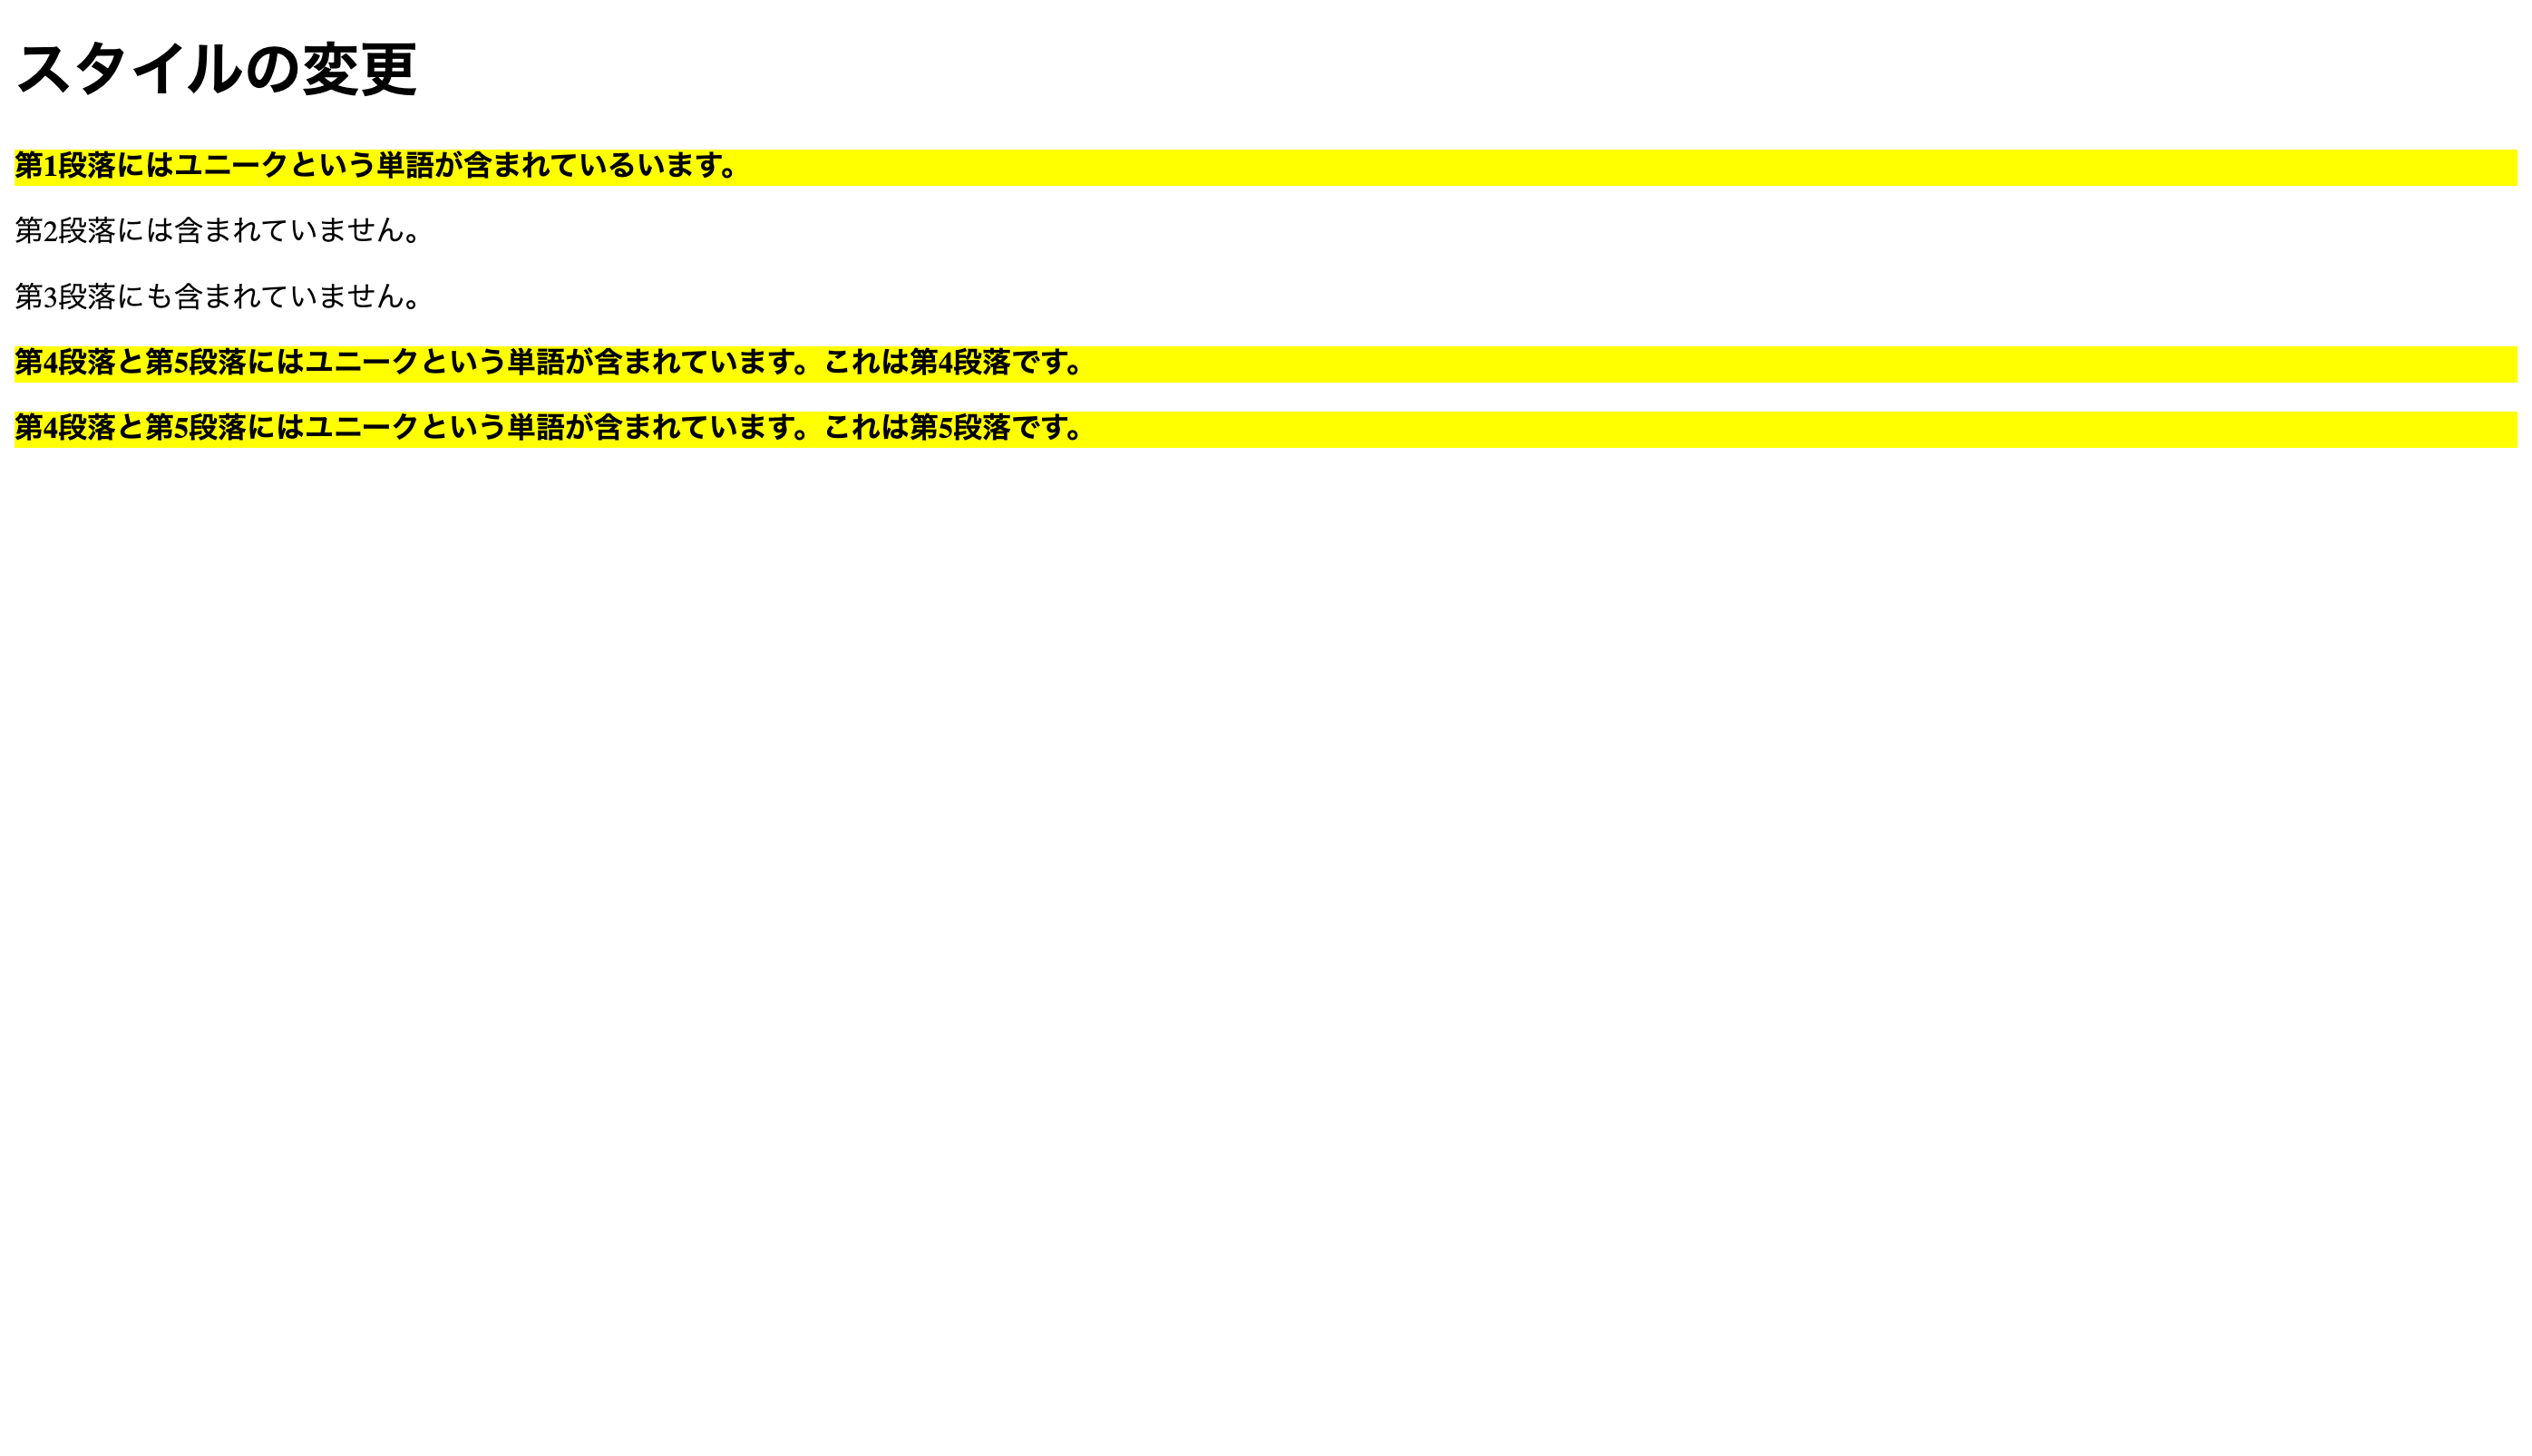 スタイルの変更
第1段落にはユニークという単語が含まれているいます。
第2段落には含まれていません。
第3段落にも含まれていません。
第4段落と第5段落にはユニークという単語が含まれています。これは第4段落です。
第4段落と第5段落にはユニークという単語が含まれています。これは第5段落です。